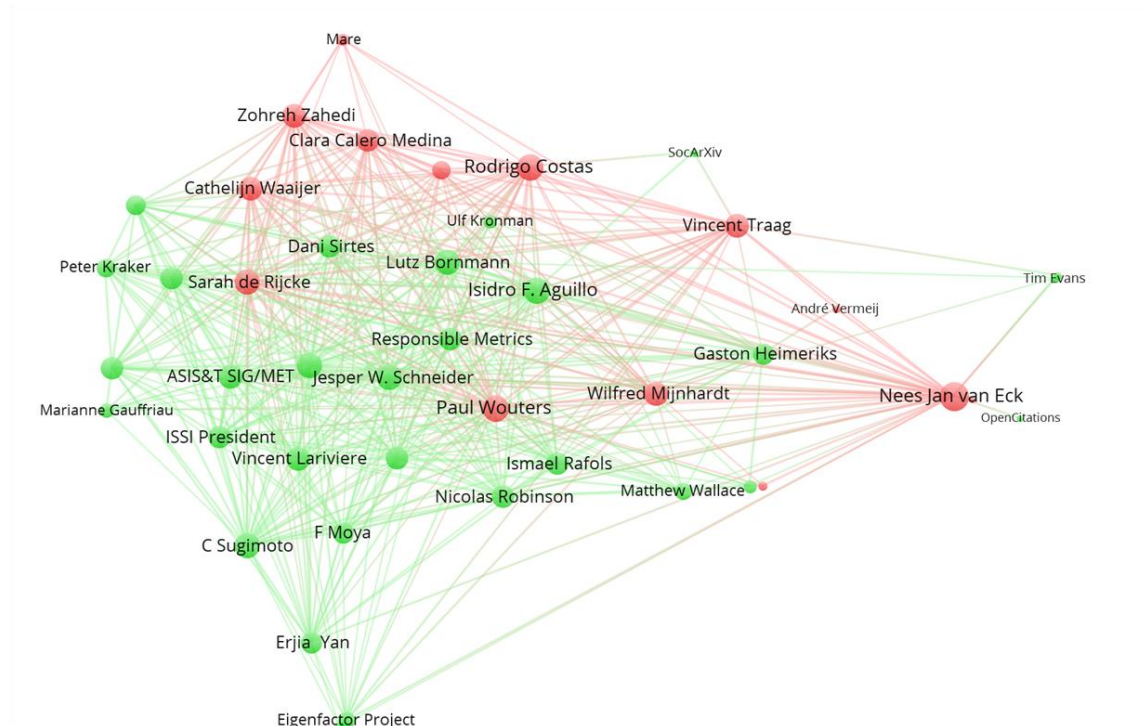 Mare
Zohreh Zahedi
Clara Calero Medina
SocArXiv
Rodrigo Costas
Cathelijn Waaijer
Ulf Kronman
Vincent Traag
Dani Sirtes
Lutz Bornmann
Peter Kraker
Tim Evans
Sarah de Rijcke
Isidro F. Aguillo
André Vermeij
Responsible Metrics
Gaston Heimeriks
ASIS&T SIG/MET
Jesper W. Schneider
Wilfred Mijnhardt
Nees Jan van Eck
Marianne Gauffriau
Paul Wouters
OpenCitations
ISSI President
Vincent Lariviere
Ismael Rafols
Matthew Wallace
Nicolas Robinson
F Moya
C Sugimoto
Erjia Yan
Eigenfactor Project